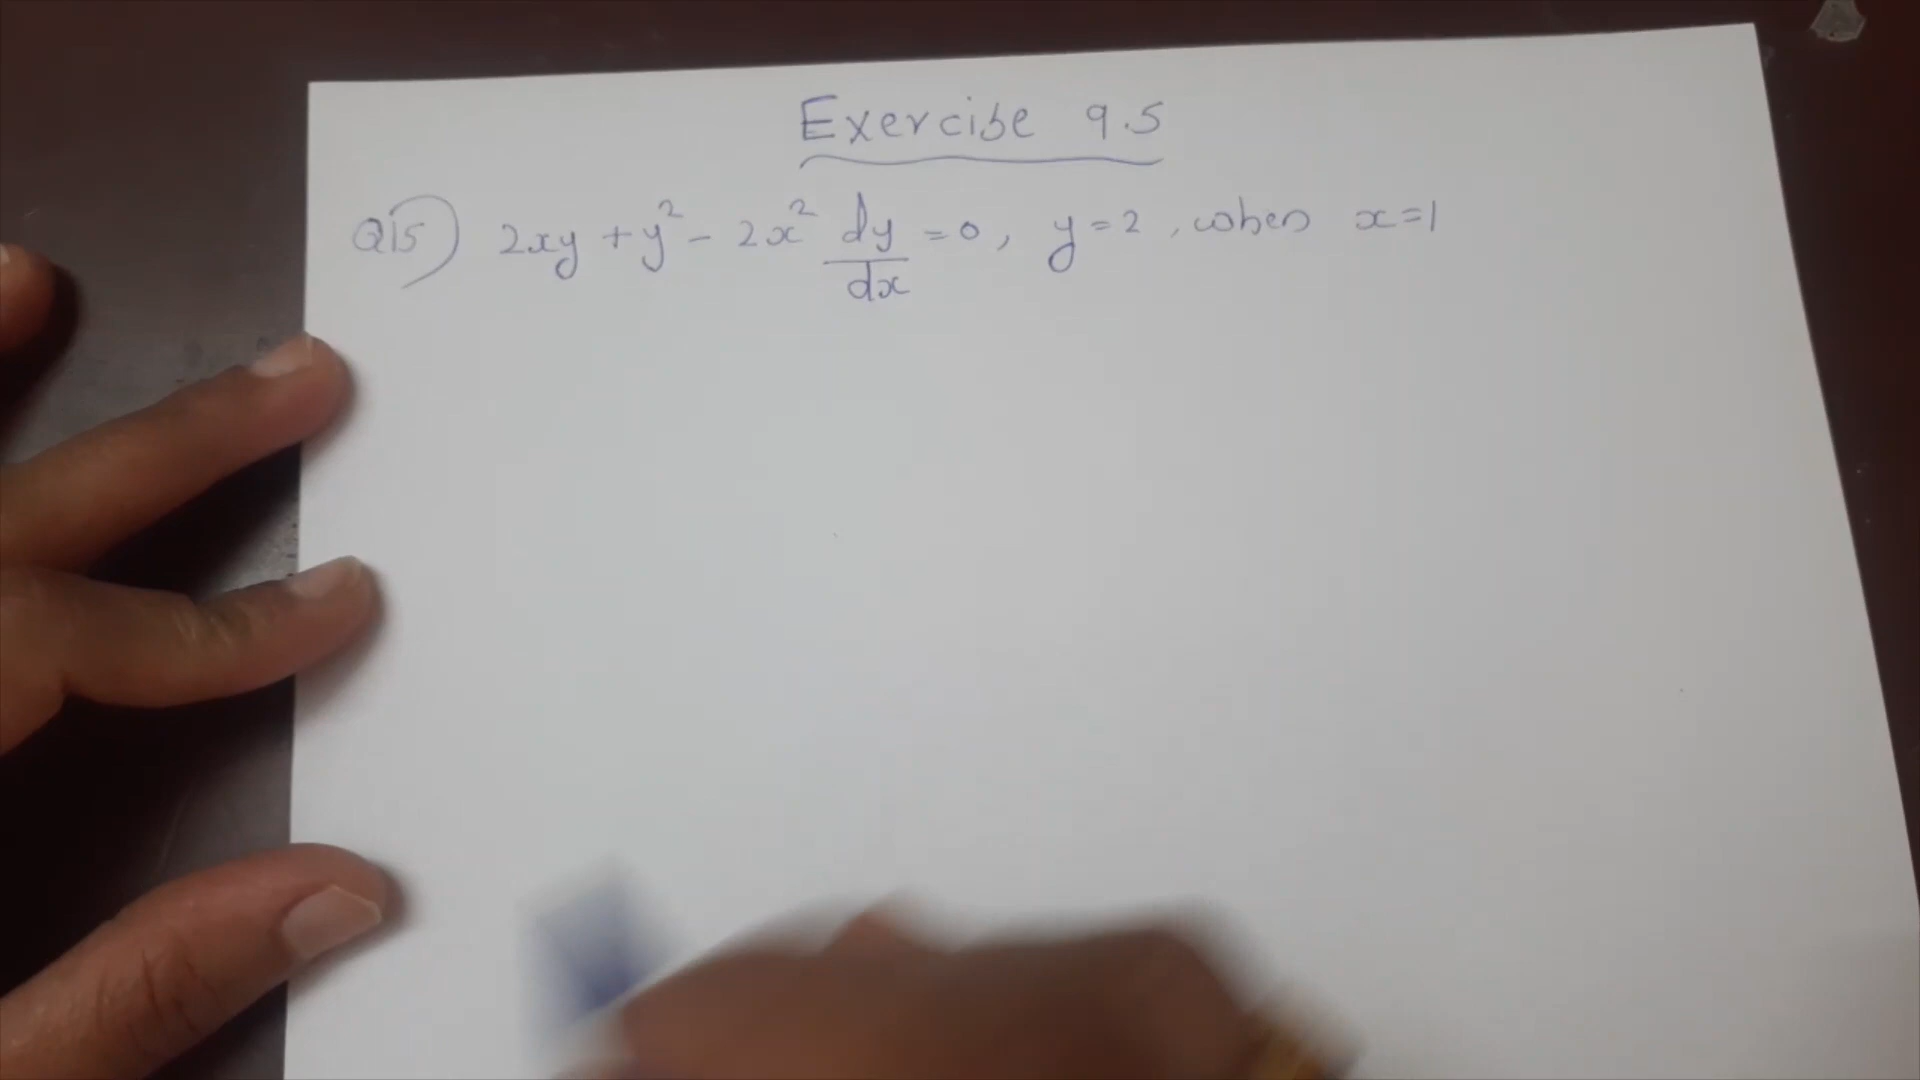 Exercise 9.5
Q15) 2xy + y² - 2x² dy/dx = 0, y = 2, when x = 1